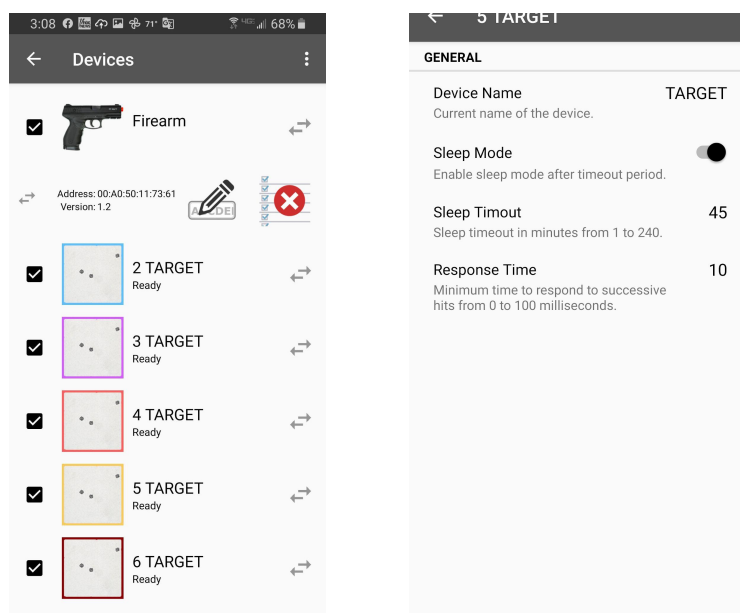 3:08 71° 4GE 68%
Devices
Firearm
Address: 00:A0:50:11:73:61
Version: 1.2
2 TARGET
Ready
3 TARGET
Ready
4 TARGET
Ready
5 TARGET
Ready
6 TARGET
Ready
5 TARGET
GENERAL
Device Name TARGET
Current name of the device.
Sleep Mode
Enable sleep mode after timeout period.
Sleep Timout 45
Sleep timeout in minutes from 1 to 240.
Response Time 10
Minimum time to respond to successive
hits from 0 to 100 milliseconds.